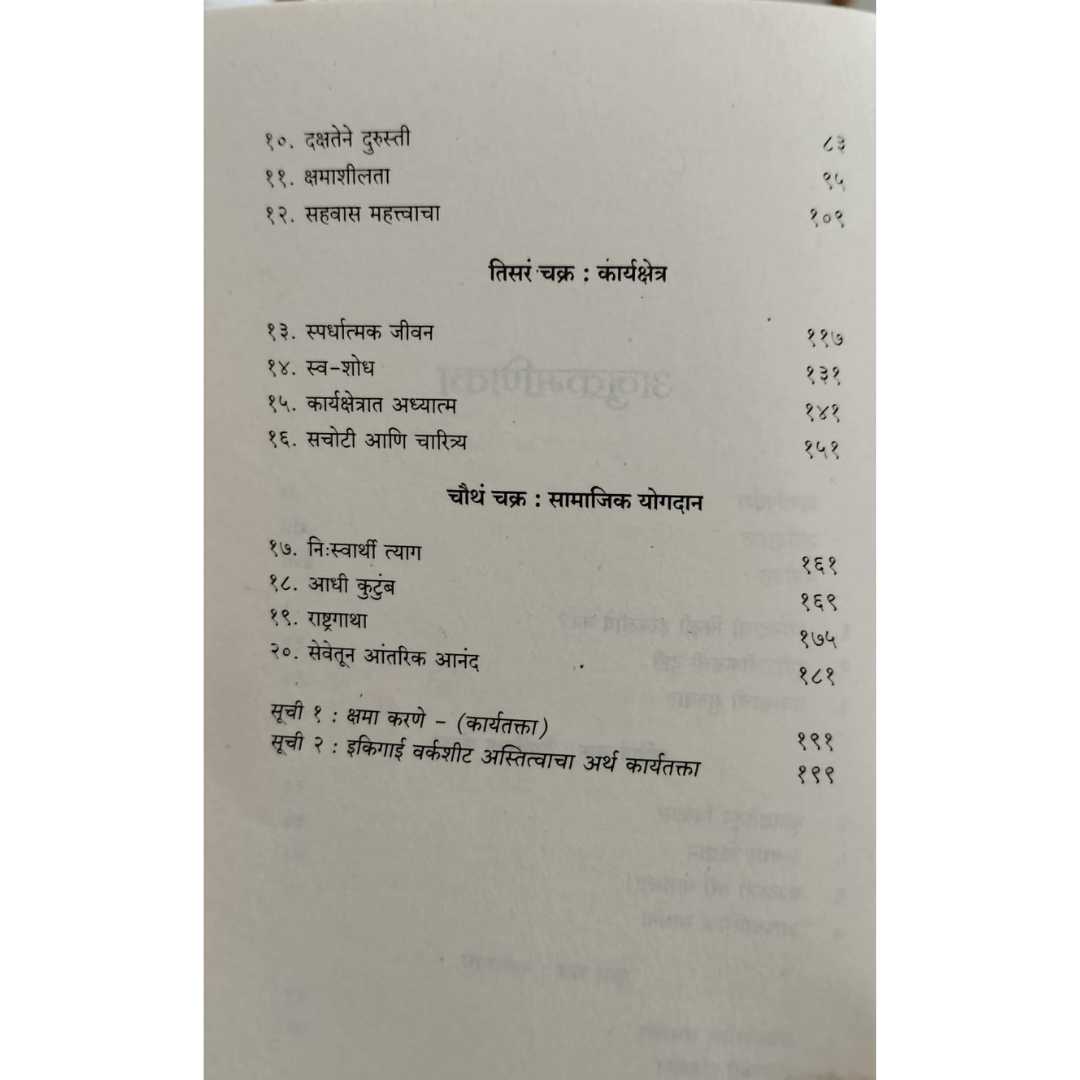 १०. दक्षतेने दुरुस्ती ८३
११. क्षमाशीलता ९५
१२. सहवास महत्त्वाचा १०९
तिसरं चक्र : कार्यक्षेत्र
१३. स्पर्धात्मक जीवन ११७
१४. स्व-शोध १३१
१५. कार्यक्षेत्रात अध्यात्म १४१
१६. सचोटी आणि चारित्र्य १५१
चौथं चक्र : सामाजिक योगदान
१७. निःस्वार्थी त्याग १६१
१८. आधी कुटुंब १६९
१९. राष्ट्रगाथा १७५
२०. सेवेतून आंतरिक आनंद १८१
सूची १ : क्षमा करणे - (कार्यतक्ता) १९१
सूची २ : इकिगाई वर्कशीट अस्तित्वाचा अर्थ कार्यतक्ता १९९